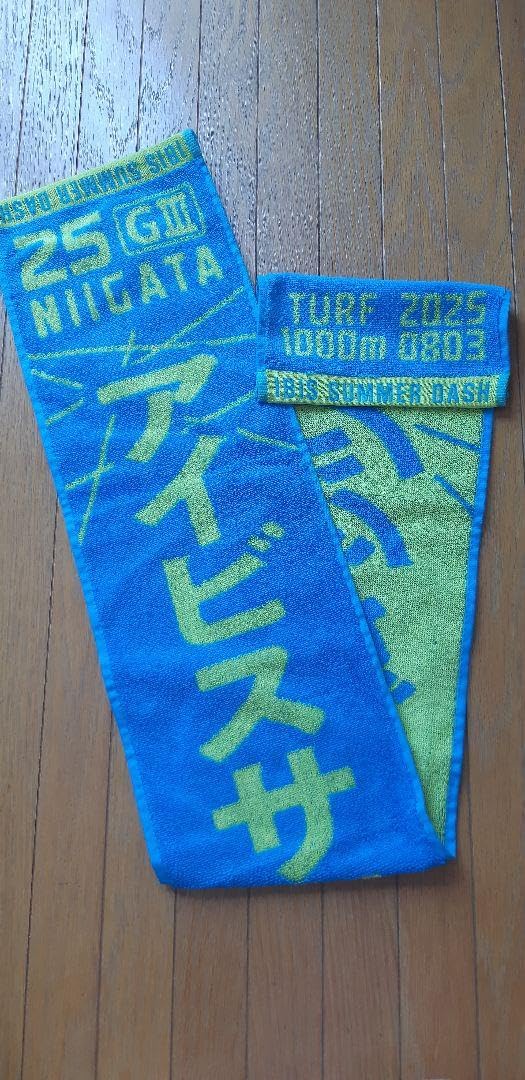 IBIS SUMMER DASH
25 GⅢ
NIIGATA
アイビスサ
TURF 2025
1000m 0803
IBIS SUMMER DASH